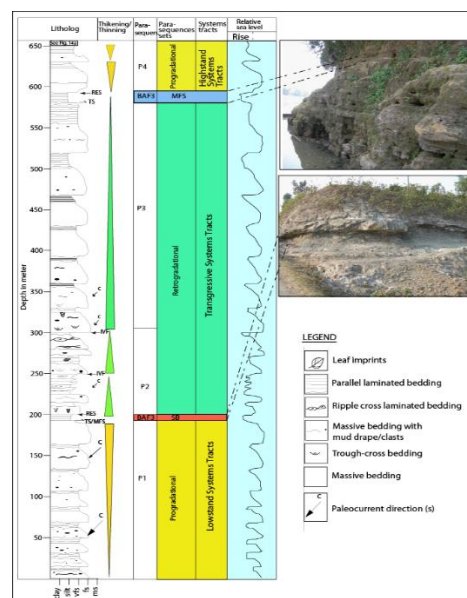 Litholog
Thikening/
Thinning
Para-
sequen
Para-
sequences
sets
Systems
tracts
Relative
sea level
Rise
650
600
550
500
450
400
350
300
250
200
150
100
50
Depth in meter
RES
TS
C
C
IVF
IVF
C
RES
TS/MFS
C
C
clay
silt
vfs
fs
ms
P4
BAF3
P3
P2
BAF3
P1
Progradational
MFS
Retrogradational
SB
Progradational
Highstand
Systems
Tracts
Transgressive Systems Tracts
Lowstand Systems Tracts
LEGEND
Leaf imprints
Parallel laminated bedding
Ripple cross laminated bedding
Massive bedding with
mud drape/clasts
Trough-cross bedding
Massive bedding
C
Paleocurrent direction (s)